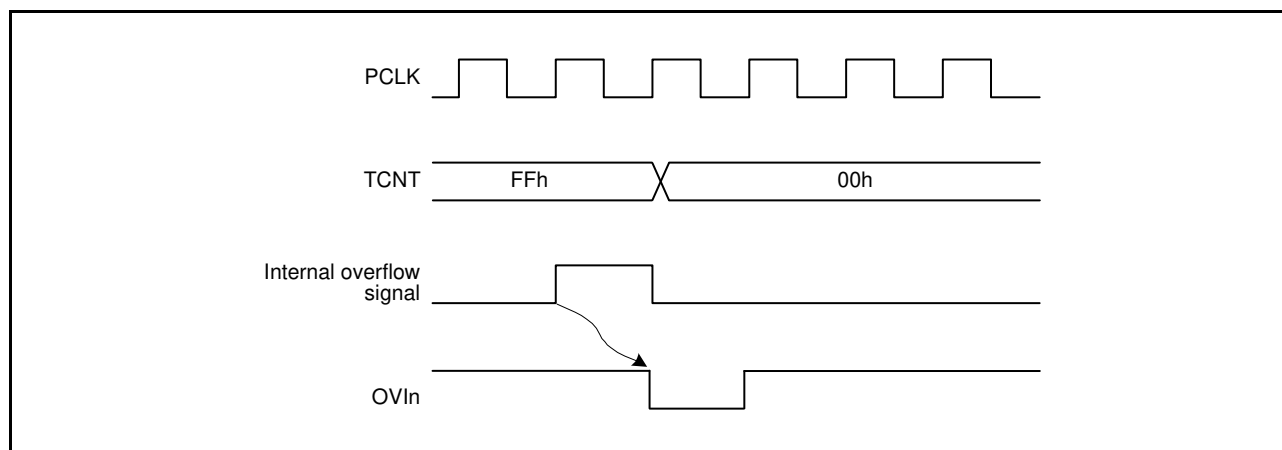 PCLK
TCNT
FFh
00h
Internal overflow
signal
OVIn